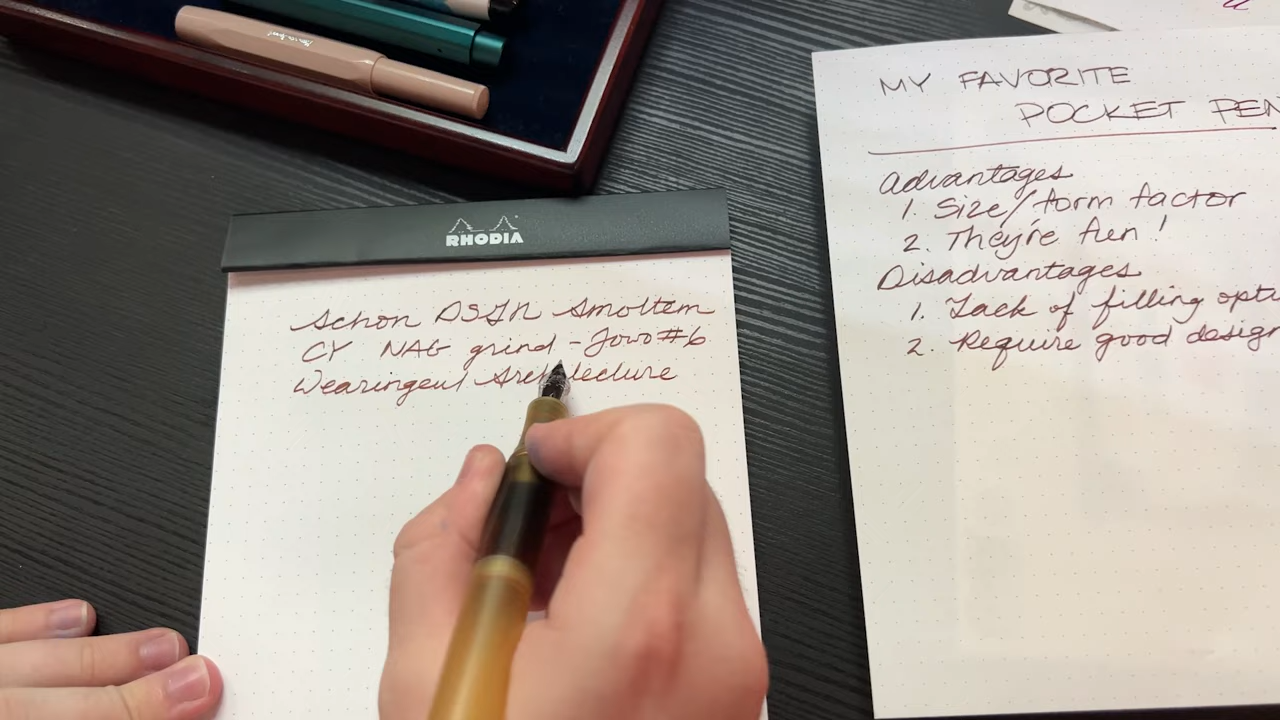 RHODIA
Schon DSGN Smoltem
CY NAG grind - Jowo #6
Wearingeul Architecture
MY FAVORITE
POCKET PEN
Advantages
1. Size/form factor
2. They're fun!
Disadvantages
1. Lack of filling opti
2. Require good design